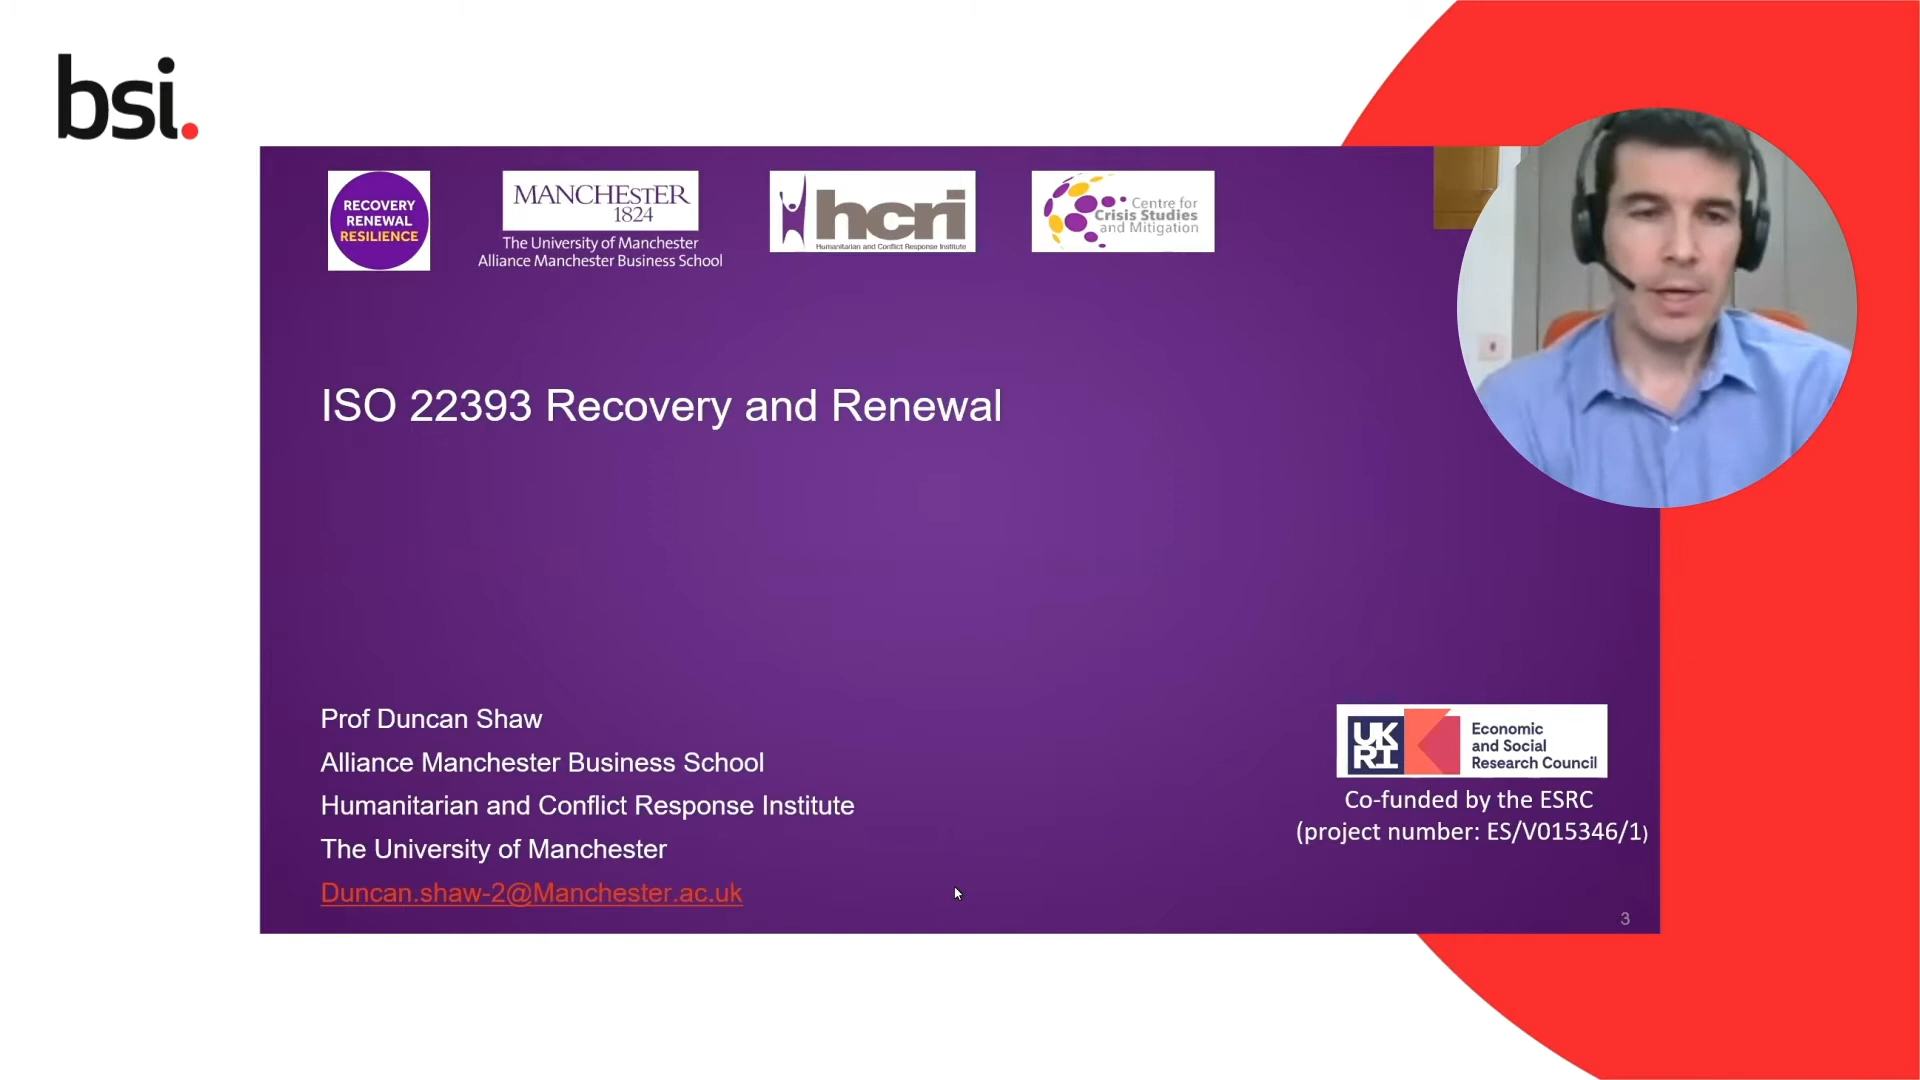 bsi.
RECOVERY
RENEWAL
RESILIENCE
MANCHESTER
1824
The University of Manchester
Alliance Manchester Business School
hcri
Humanitarian and Conflict Response Institute
Centre for
Crisis Studies
and Mitigation
ISO 22393 Recovery and Renewal
Prof Duncan Shaw
Alliance Manchester Business School
Humanitarian and Conflict Response Institute
The University of Manchester
Duncan.shaw-2@Manchester.ac.uk
UK
RI
Economic
and Social
Research Council
Co-funded by the ESRC
(project number: ES/V015346/1)
3